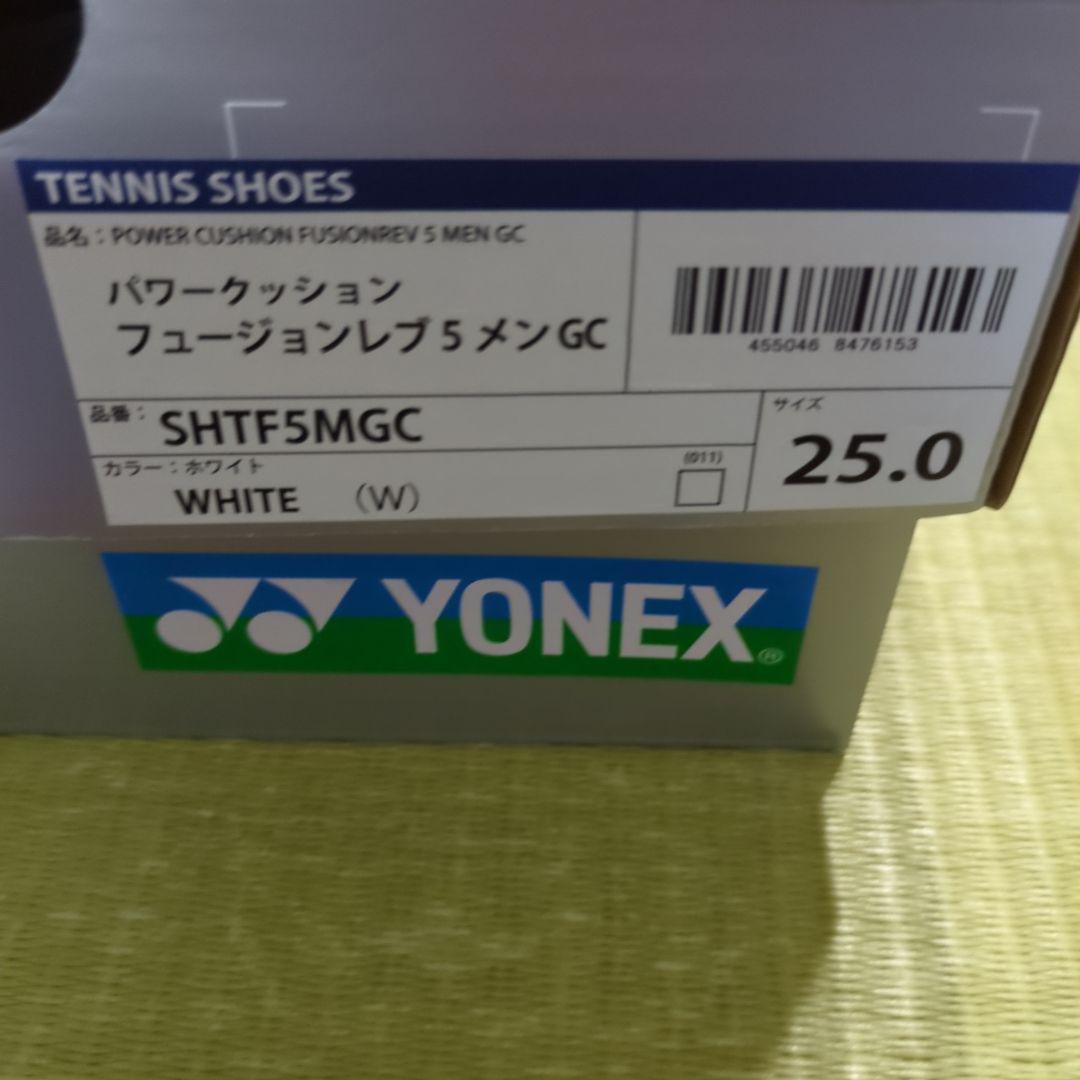 TENNIS SHOES
品名：POWER CUSHION FUSIONREV 5 MEN GC
パワークッション
フュージョンレブ 5 メン GC
455046 8476153
品番：
SHTF5MGC
カラー：ホワイト
WHITE （W）
(011)
サイズ
25.0
YONEX®